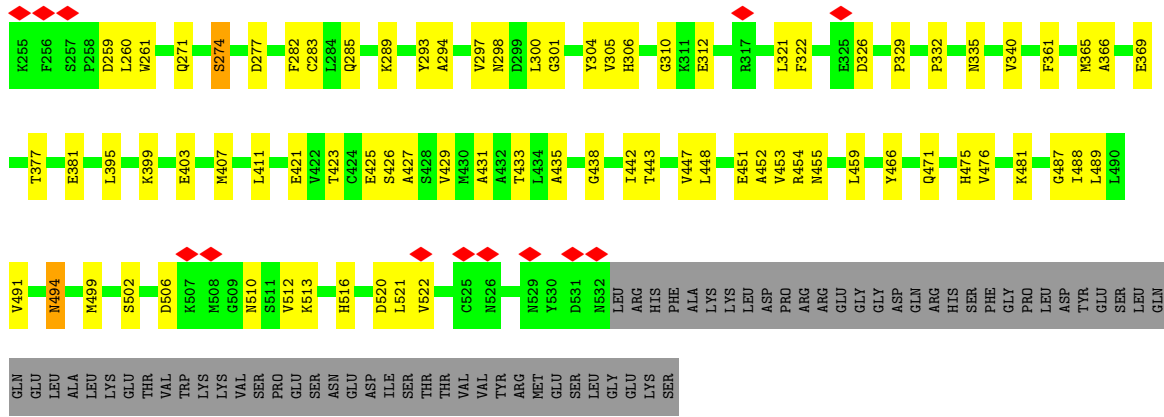 K255 F256 S257 P258 D259 L260 W261 Q271 S274 D277 F282 C283 L284 Q285 K289 Y293 A294 V297 N298 D299 L300 G301 Y304 V305 H306 G310 K311 E312 R317 L321 F322 E325 D326 P329 P332 N335 V340 F361 M365 A366 E369
T377 E381 L395 K399 E403 M407 L411 E421 V422 T423 C424 E425 S426 A427 S428 V429 M430 A431 A432 T433 L434 A435 G438 I442 T443 V447 L448 E451 A452 V453 R454 N455 L459 Y466 Q471 H475 V476 K481 G487 I488 L489 L490
V491 N494 M499 S502 D506 K507 M508 G509 N510 S511 V512 K513 H516 D520 L521 V522 C525 N526 N529 Y530 D531 N532 LEU ARG HIS PHE ALA LYS LYS LEU ASP PRO ARG ARG GLU GLY GLY ASP GLN ARG HIS SER PHE GLY PRO LEU ASP TYR GLU SER LEU GLN
GLN GLU LEU ALA LEU LYS GLU THR VAL TRP LYS LYS VAL SER PRO GLU SER ASN GLU ASP ILE SER THR THR VAL VAL TYR ARG MET GLU SER LEU GLY GLU LYS SER